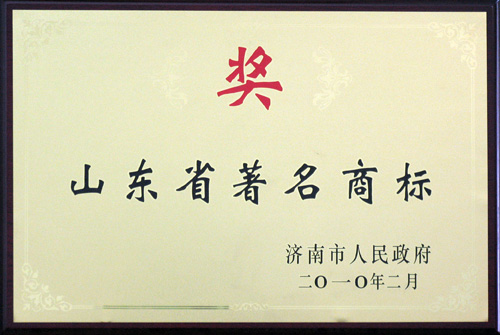 奖
山东省著名商标
济南市人民政府
二〇一〇年二月